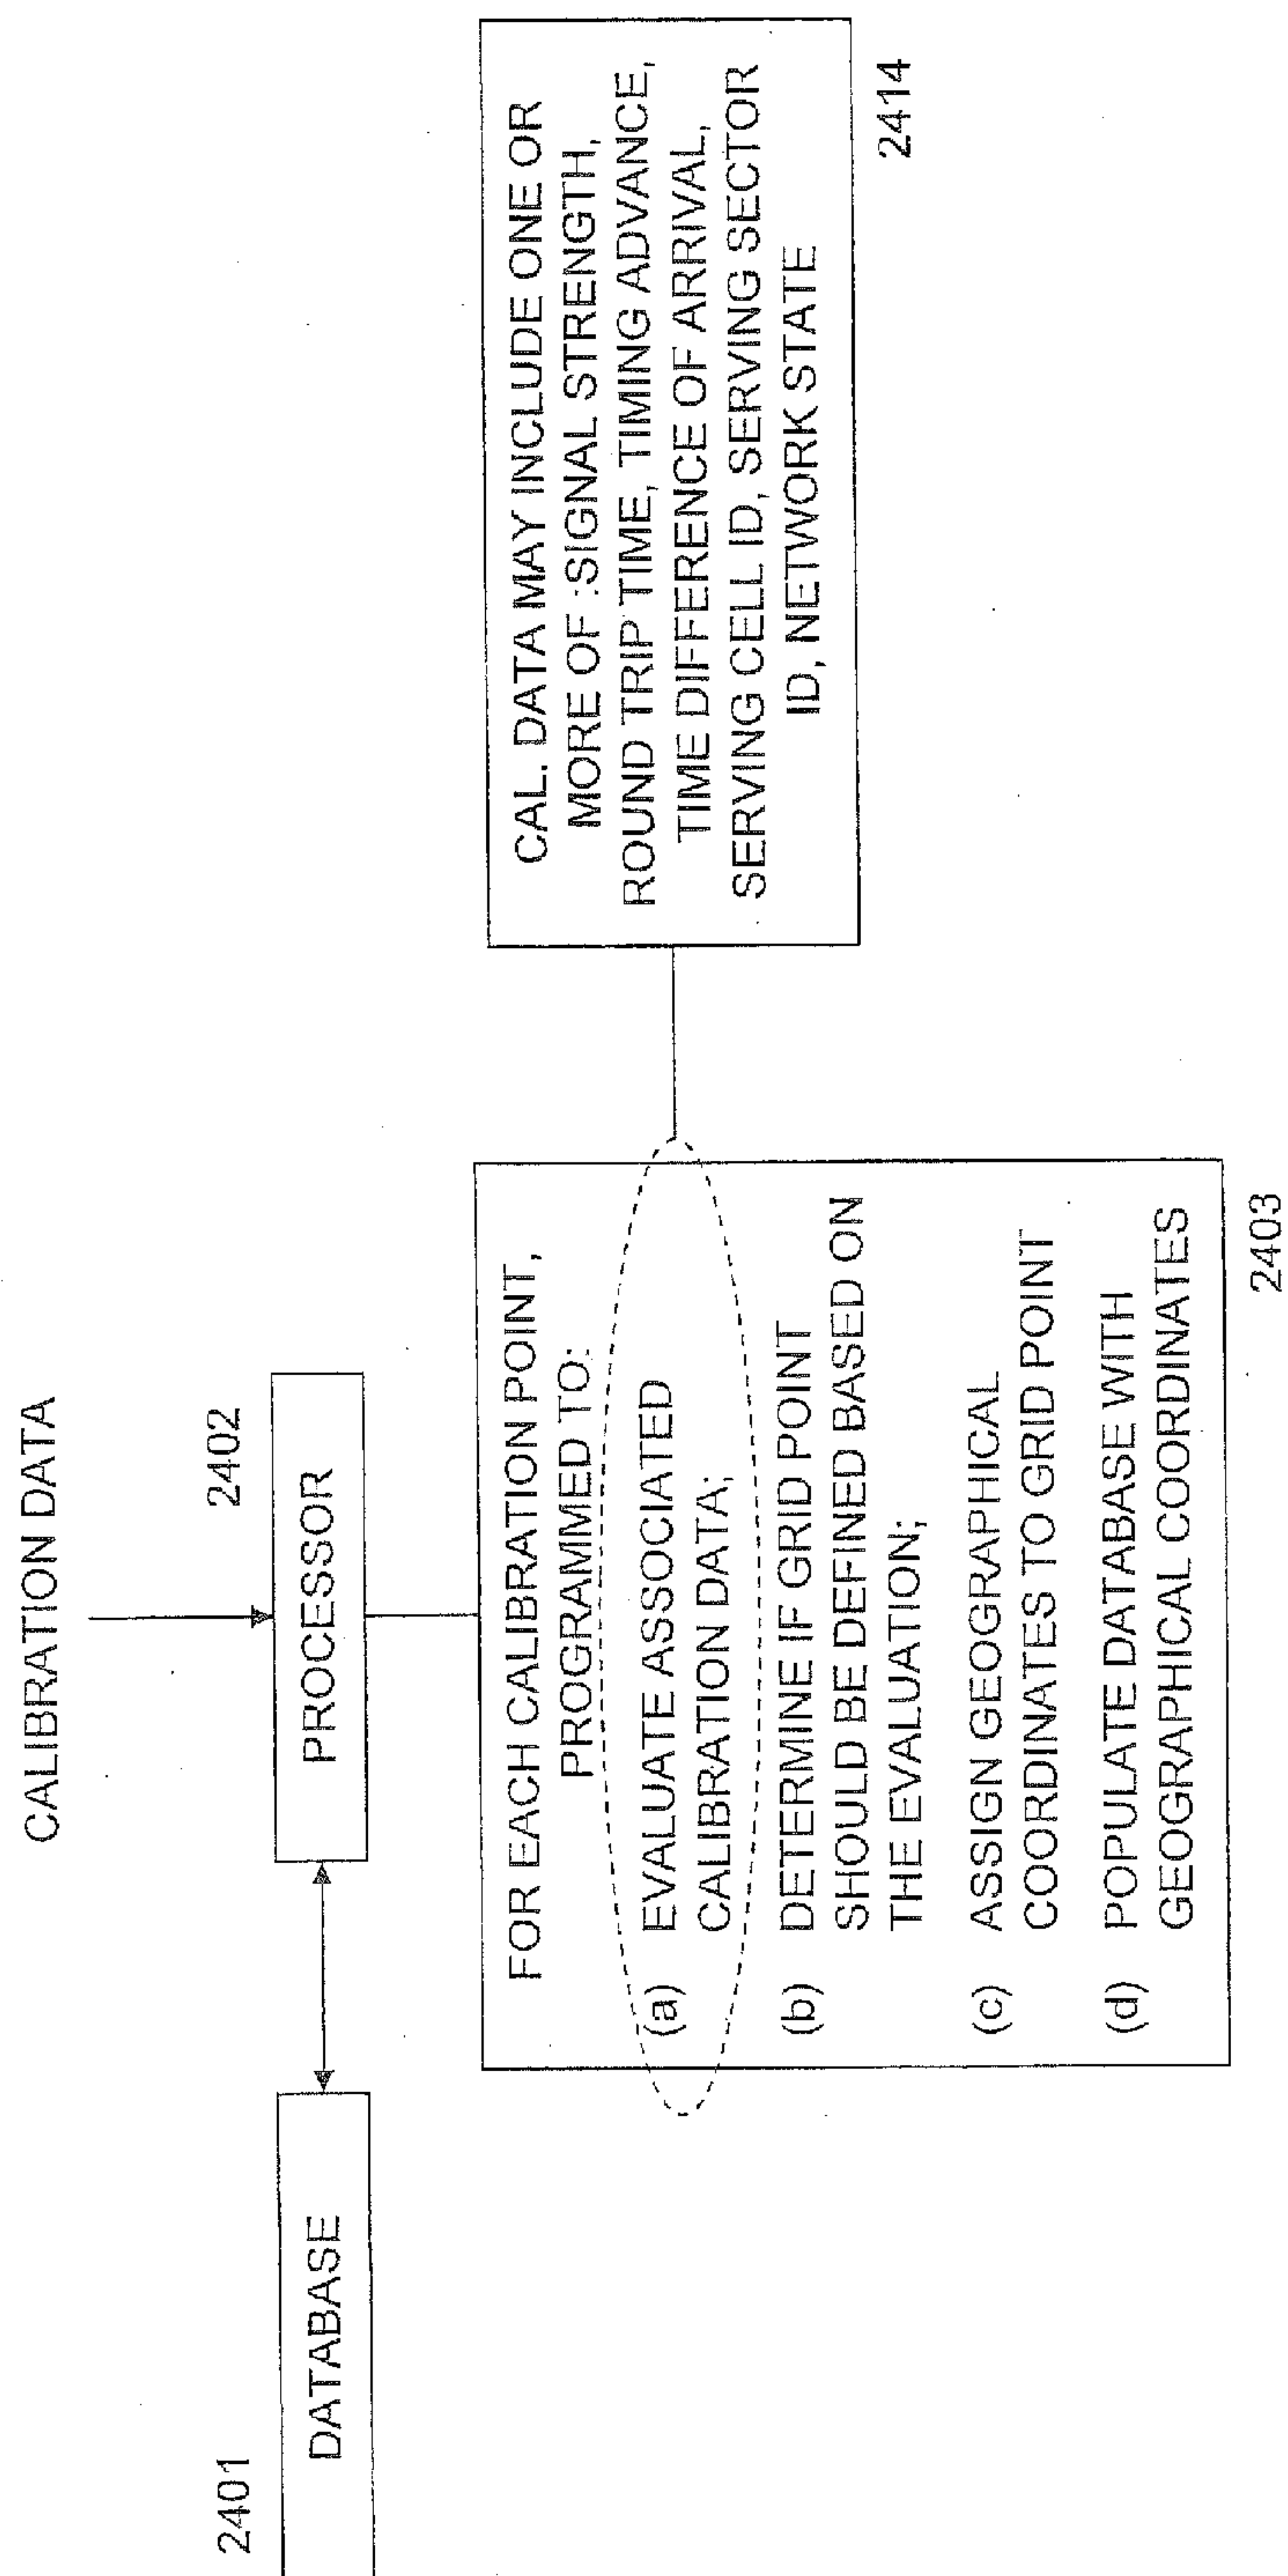 CALIBRATION DATA
2401
2402
DATABASE
PROCESSOR
FOR EACH CALIBRATION POINT,
PROGRAMMED TO:
(a) EVALUATE ASSOCIATED
CALIBRATION DATA;
(b) DETERMINE IF GRID POINT
SHOULD BE DEFINED BASED ON
THE EVALUATION;
(c) ASSIGN GEOGRAPHICAL
COORDINATES TO GRID POINT
(d) POPULATE DATABASE WITH
GEOGRAPHICAL COORDINATES
2403
CAL. DATA MAY INCLUDE ONE OR
MORE OF :SIGNAL STRENGTH,
ROUND TRIP TIME, TIMING ADVANCE,
TIME DIFFERENCE OF ARRIVAL,
SERVING CELL ID, SERVING SECTOR
ID, NETWORK STATE
2414